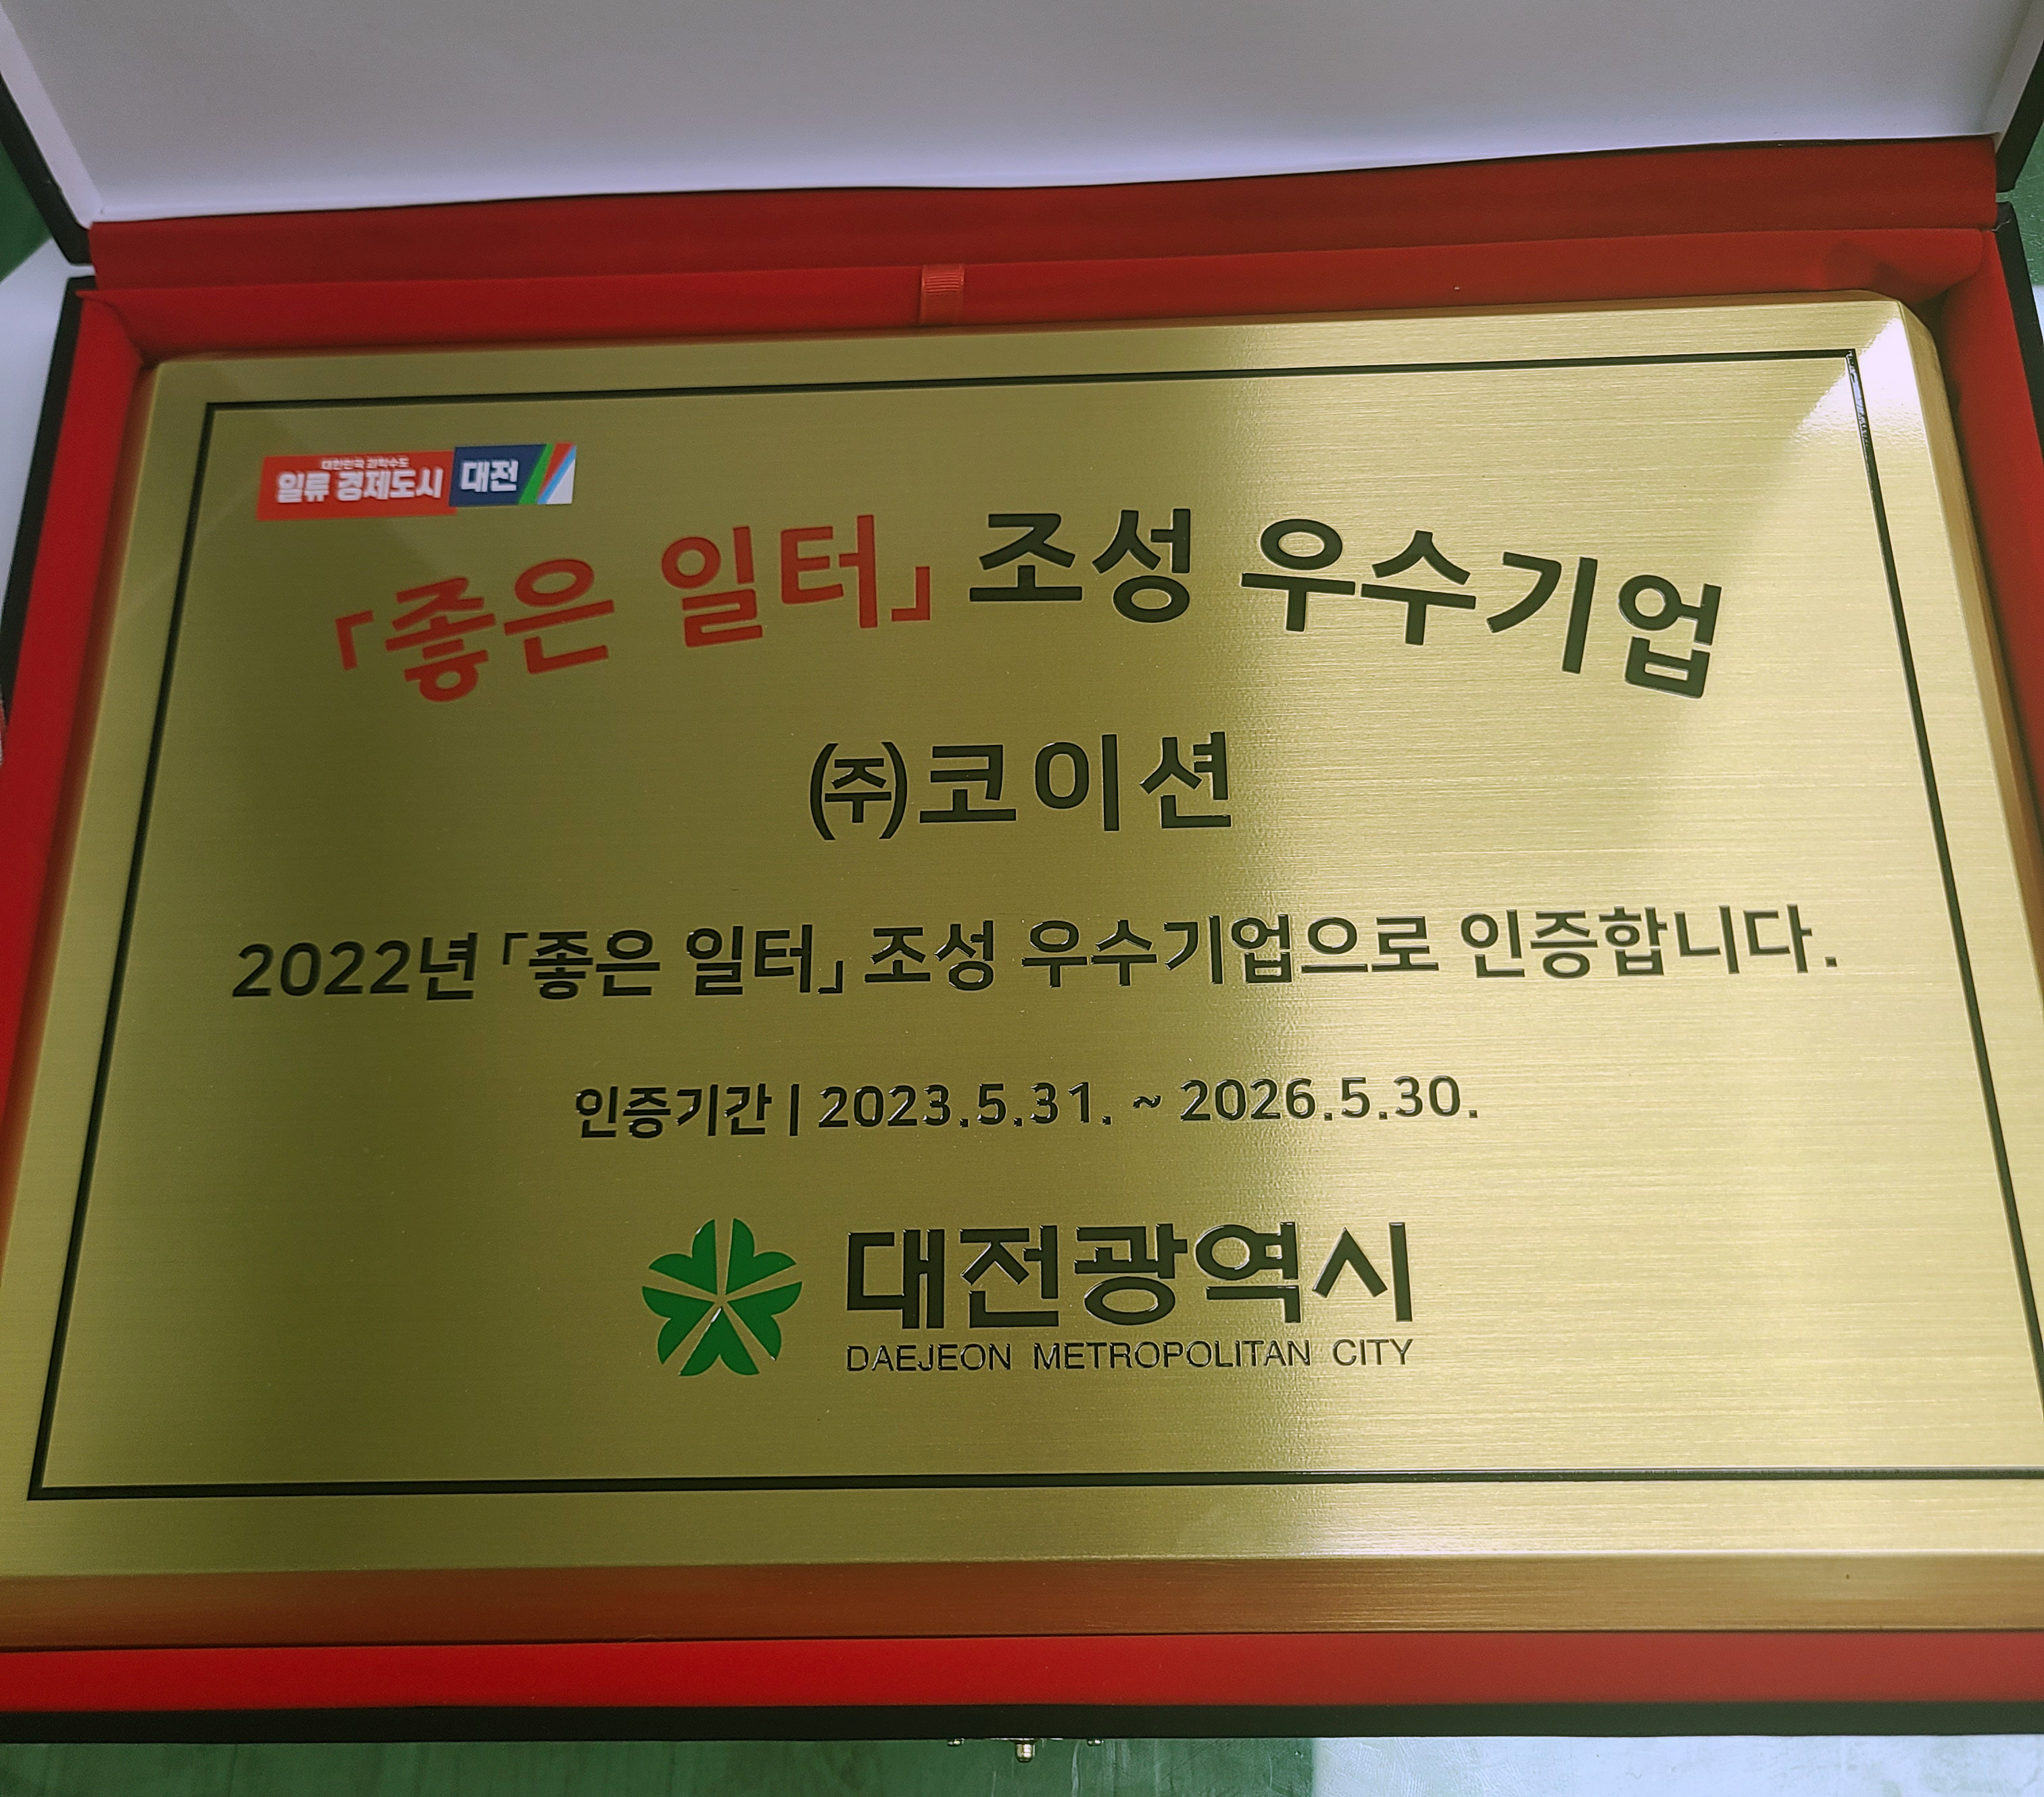 대한민국 과학수도
일류 경제도시 대전
「좋은 일터」 조성 우수기업
㈜코이션
2022년 「좋은 일터」 조성 우수기업으로 인증합니다.
인증기간 | 2023.5.31. ~ 2026.5.30.
대전광역시
DAEJEON METROPOLITAN CITY